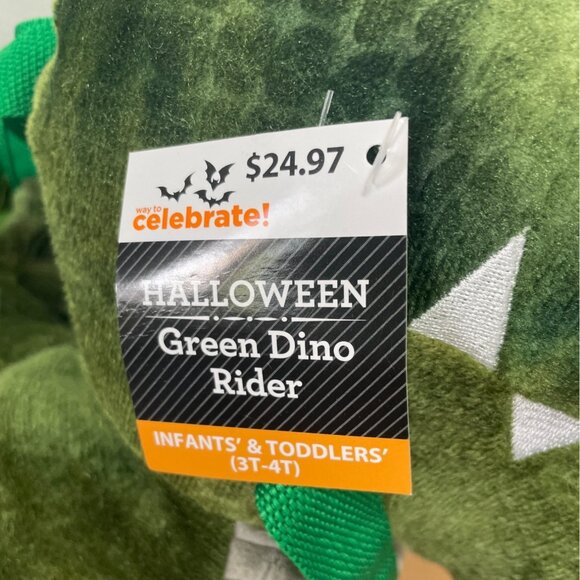 $24.97
way to
celebrate!
HALLOWEEN
Green Dino
Rider
INFANTS' & TODDLERS'
(3T-4T)